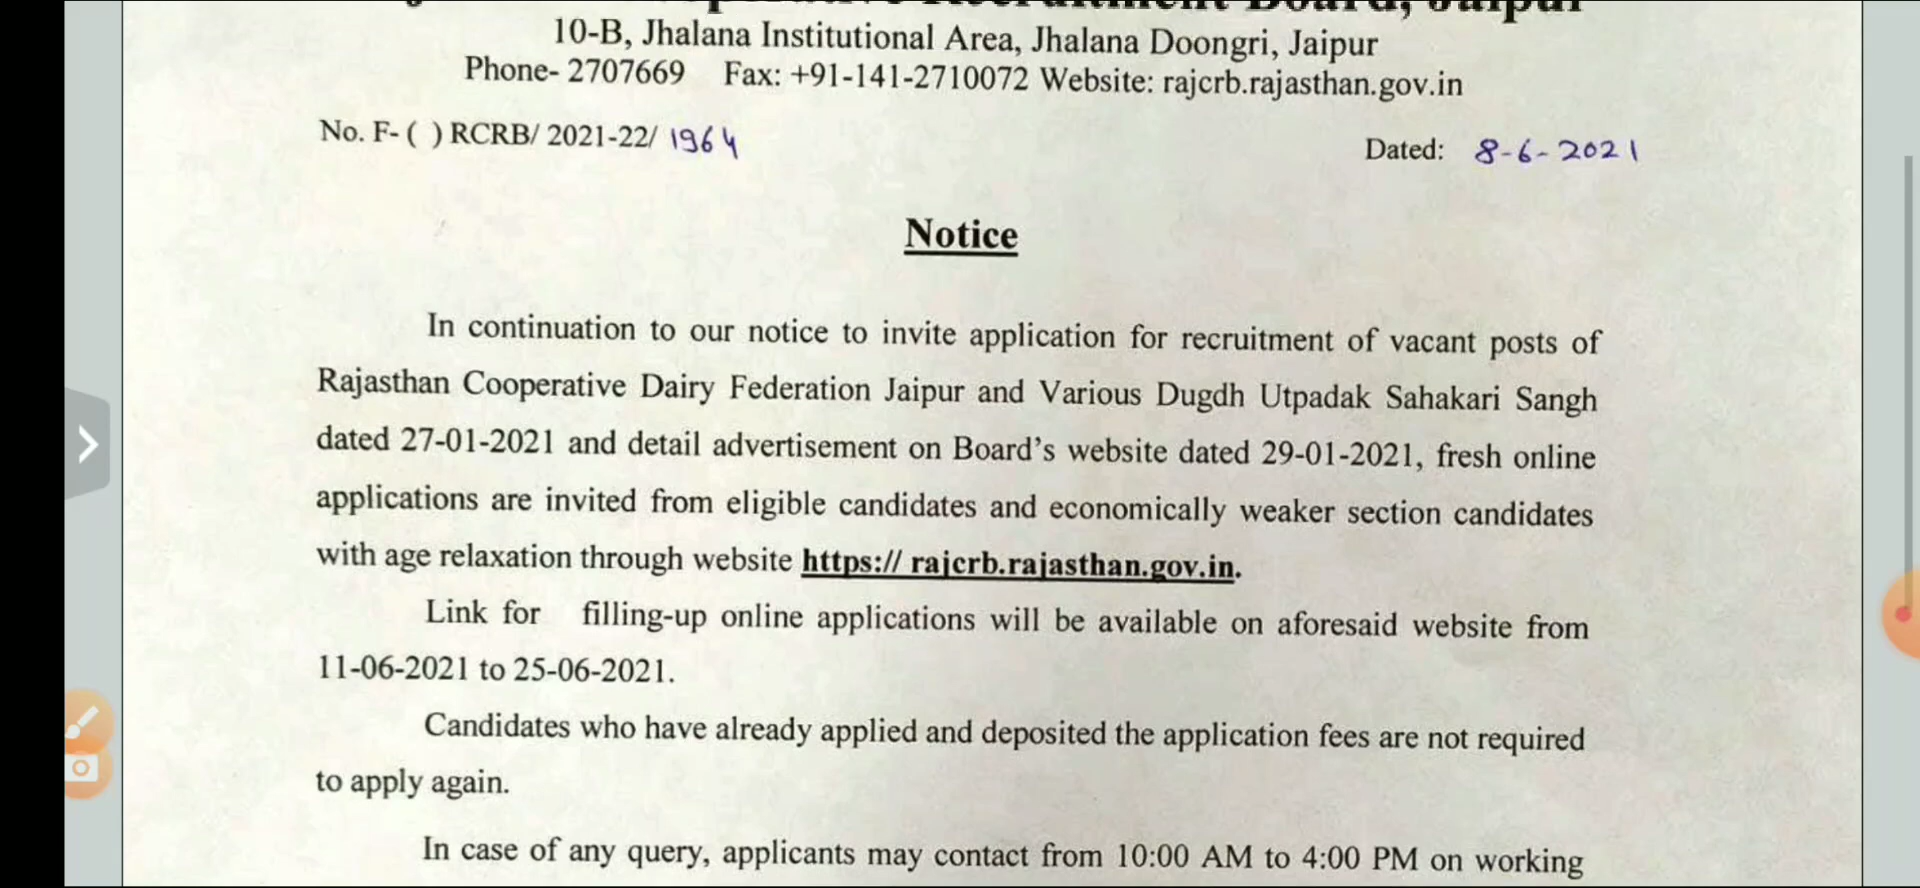 Recruitment Board, Jaipur
10-B, Jhalana Institutional Area, Jhalana Doongri, Jaipur
Phone- 2707669 Fax: +91-141-2710072 Website: rajcrb.rajasthan.gov.in
No. F- ( ) RCRB/ 2021-22/ 1964
Dated: 8-6-2021
Notice
In continuation to our notice to invite application for recruitment of vacant posts of
Rajasthan Cooperative Dairy Federation Jaipur and Various Dugdh Utpadak Sahakari Sangh
dated 27-01-2021 and detail advertisement on Board's website dated 29-01-2021, fresh online
applications are invited from eligible candidates and economically weaker section candidates
with age relaxation through website https:// rajcrb.rajasthan.gov.in.
Link for filling-up online applications will be available on aforesaid website from
11-06-2021 to 25-06-2021.
Candidates who have already applied and deposited the application fees are not required
to apply again.
In case of any query, applicants may contact from 10:00 AM to 4:00 PM on working